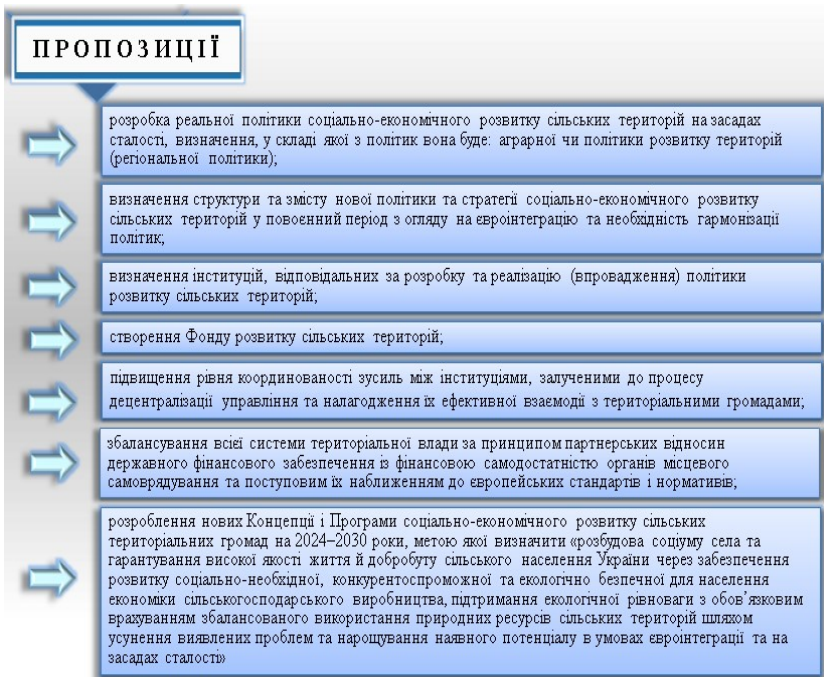 ПРОПОЗИЦІЇ
розробка реальної політики соціально-економічного розвитку сільських територій на засадах
сталості, визначення, у складі якої з політик вона буде: аграрної чи політики розвитку територій
(регіональної політики);
визначення структури та змісту нової політики та стратегії соціально-економічного розвитку
сільських територій у повоєнний період з огляду на євроінтеграцію та необхідність гармонізації
політик;
визначення інституцій, відповідальних за розробку та реалізацію (впровадження) політики
розвитку сільських територій;
створення Фонду розвитку сільських територій;
підвищення рівня координованості зусиль між інституціями, залученими до процесу
децентралізації управління та налагодження їх ефективної взаємодії з територіальними громадами;
збалансування всієї системи територіальної влади за принципом партнерських відносин
державного фінансового забезпечення із фінансовою самодостатністю органів місцевого
самоврядування та поступовим їх наближенням до європейських стандартів і нормативів;
розроблення нових Концепції і Програми соціально-економічного розвитку сільських
територіальних громад на 2024–2030 роки, метою якої визначити «розбудова соціуму села та
гарантування високої якості життя й добробуту сільського населення України через забезпечення
розвитку соціально-необхідної, конкурентоспроможної та екологічно безпечної для населення
економіки сільськогосподарського виробництва, підтримання екологічної рівноваги з обов’язковим
врахуванням збалансованого використання природних ресурсів сільських територій шляхом
усунення виявлених проблем та нарощування наявного потенціалу в умовах євроінтеграції та на
засадах сталості»